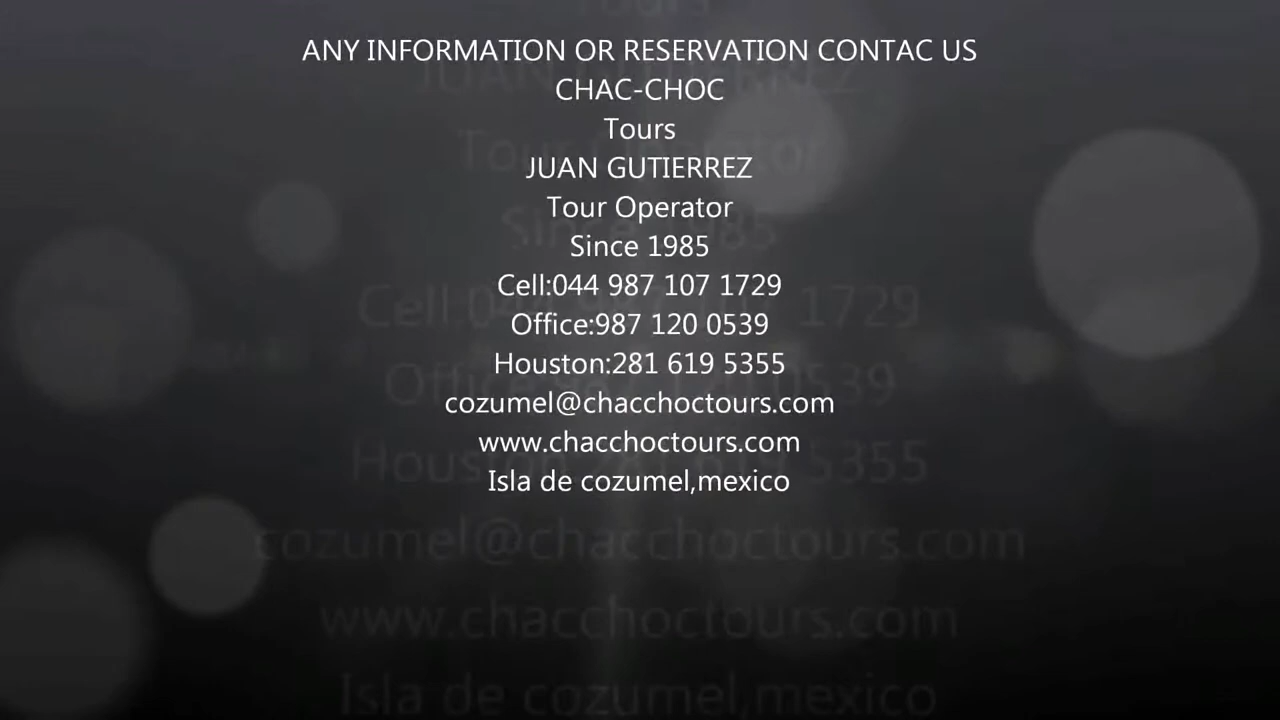 ANY INFORMATION OR RESERVATION CONTAC US
CHAC-CHOC
Tours
JUAN GUTIERREZ
Tour Operator
Since 1985
Cell:044 987 107 1729
Office:987 120 0539
Houston:281 619 5355
cozumel@chacchoctours.com
www.chacchoctours.com
Isla de cozumel,mexico